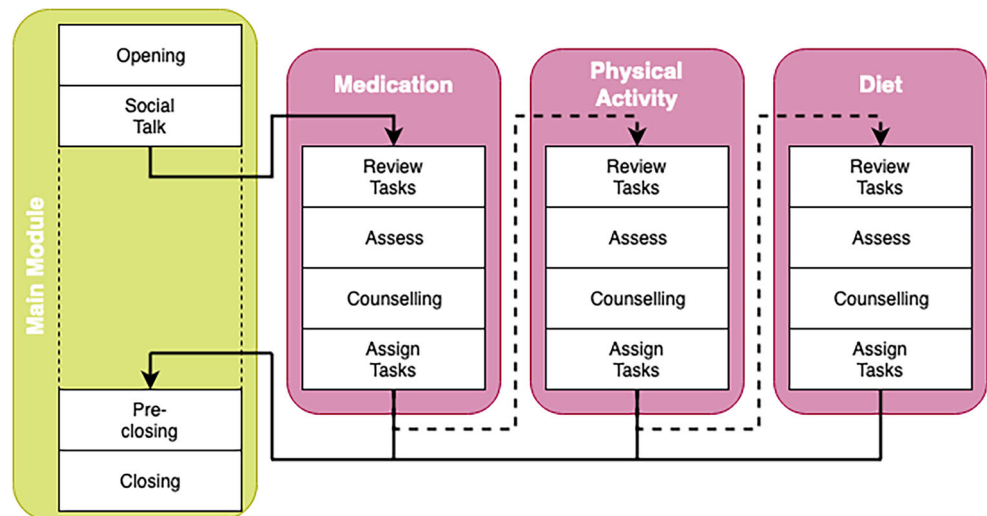 Main Module
Opening
Social
Talk
Pre-
closing
Closing
Medication
Review
Tasks
Assess
Counselling
Assign
Tasks
Physical
Activity
Review
Tasks
Assess
Counselling
Assign
Tasks
Diet
Review
Tasks
Assess
Counselling
Assign
Tasks